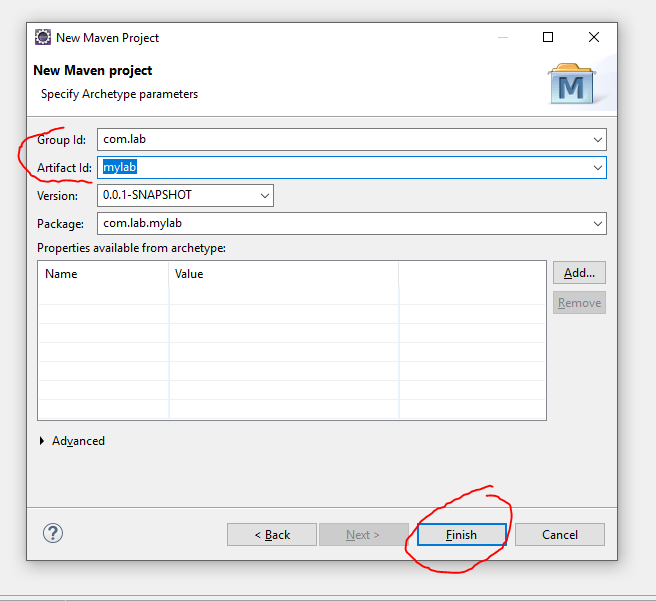 New Maven Project
New Maven project
Specify Archetype parameters
M
Group Id: com.lab
Artifact Id: mylab
Version: 0.0.1-SNAPSHOT
Package: com.lab.mylab
Properties available from archetype:
Name Value
Add...
Remove
Advanced
? < Back Next > Finish Cancel